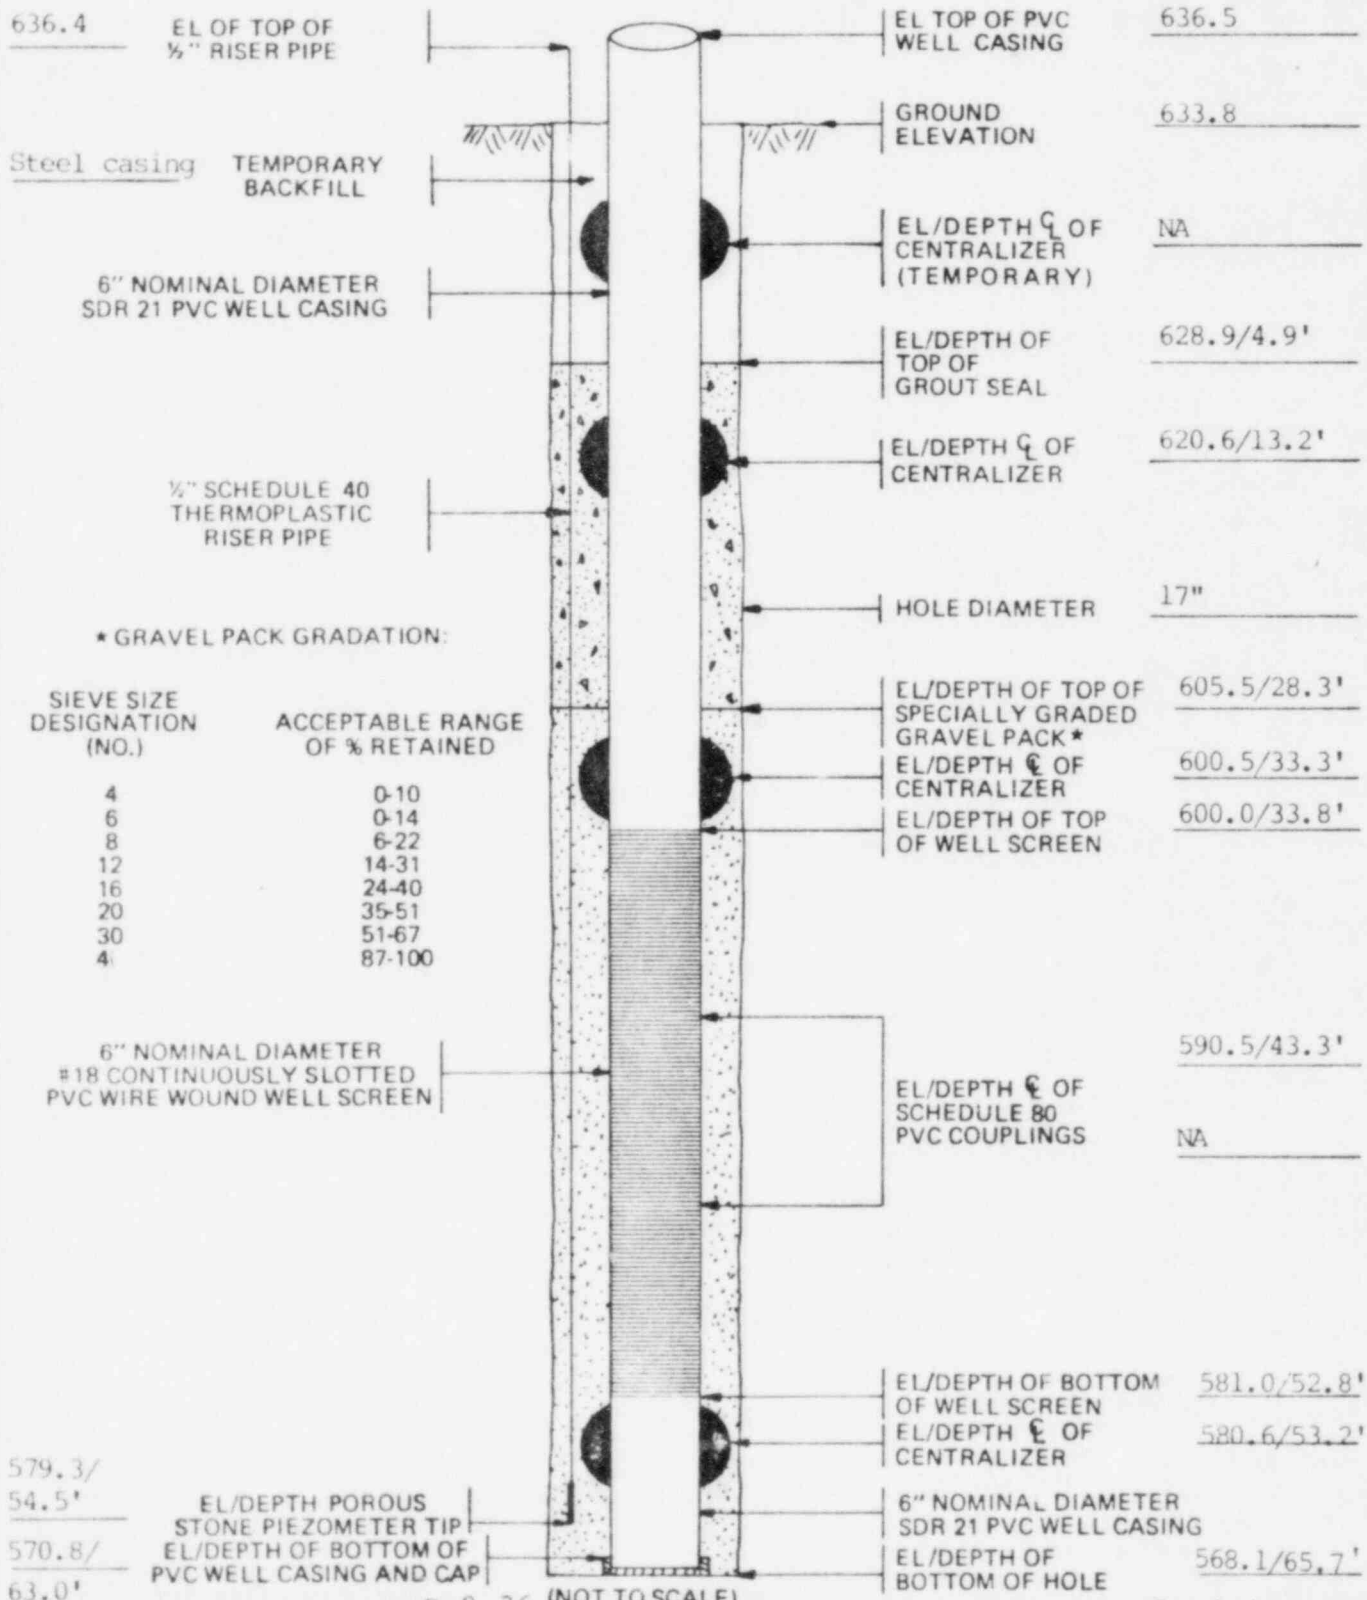 636.4 EL OF TOP OF
½" RISER PIPE
EL TOP OF PVC 636.5
WELL CASING
GROUND 633.8
ELEVATION
Steel casing TEMPORARY
BACKFILL
EL/DEPTH ℄ OF NA
CENTRALIZER
(TEMPORARY)
6" NOMINAL DIAMETER
SDR 21 PVC WELL CASING
EL/DEPTH OF 628.9/4.9'
TOP OF
GROUT SEAL
EL/DEPTH ℄ OF 620.6/13.2'
CENTRALIZER
½" SCHEDULE 40
THERMOPLASTIC
RISER PIPE
HOLE DIAMETER 17"
* GRAVEL PACK GRADATION:
SIEVE SIZE
DESIGNATION ACCEPTABLE RANGE
(NO.) OF % RETAINED
4 0-10
6 0-14
8 6-22
12 14-31
16 24-40
20 35-51
30 51-67
4 87-100
EL/DEPTH OF TOP OF 605.5/28.3'
SPECIALLY GRADED
GRAVEL PACK*
EL/DEPTH ℄ OF 600.5/33.3'
CENTRALIZER
EL/DEPTH OF TOP 600.0/33.8'
OF WELL SCREEN
6" NOMINAL DIAMETER
#18 CONTINUOUSLY SLOTTED
PVC WIRE WOUND WELL SCREEN
590.5/43.3'
EL/DEPTH ℄ OF
SCHEDULE 80
PVC COUPLINGS NA
EL/DEPTH OF BOTTOM 581.0/52.8'
OF WELL SCREEN
EL/DEPTH ℄ OF 580.6/53.2'
CENTRALIZER
579.3/
54.5' EL/DEPTH POROUS
STONE PIEZOMETER TIP
6" NOMINAL DIAMETER
SDR 21 PVC WELL CASING
570.8/ EL/DEPTH OF BOTTOM OF
63.0' PVC WELL CASING AND CAP
EL/DEPTH OF 568.1/65.7'
BOTTOM OF HOLE
(NOT TO SCALE)